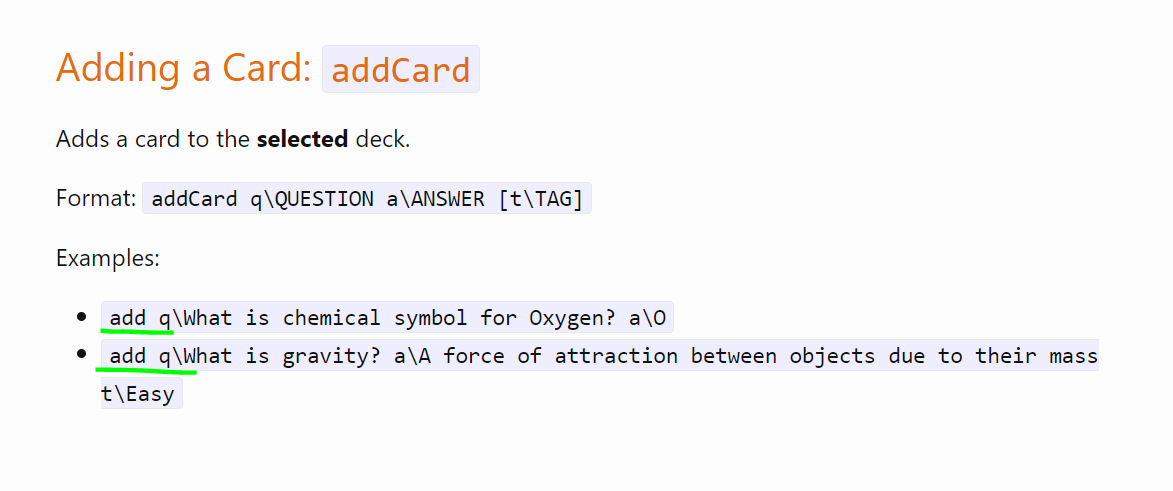 Adding a Card: addCard
Adds a card to the selected deck.
Format: addCard q\QUESTION a\ANSWER [t\TAG]
Examples:
add q\What is chemical symbol for Oxygen? a\O
add q\What is gravity? a\A force of attraction between objects due to their mass
t\Easy